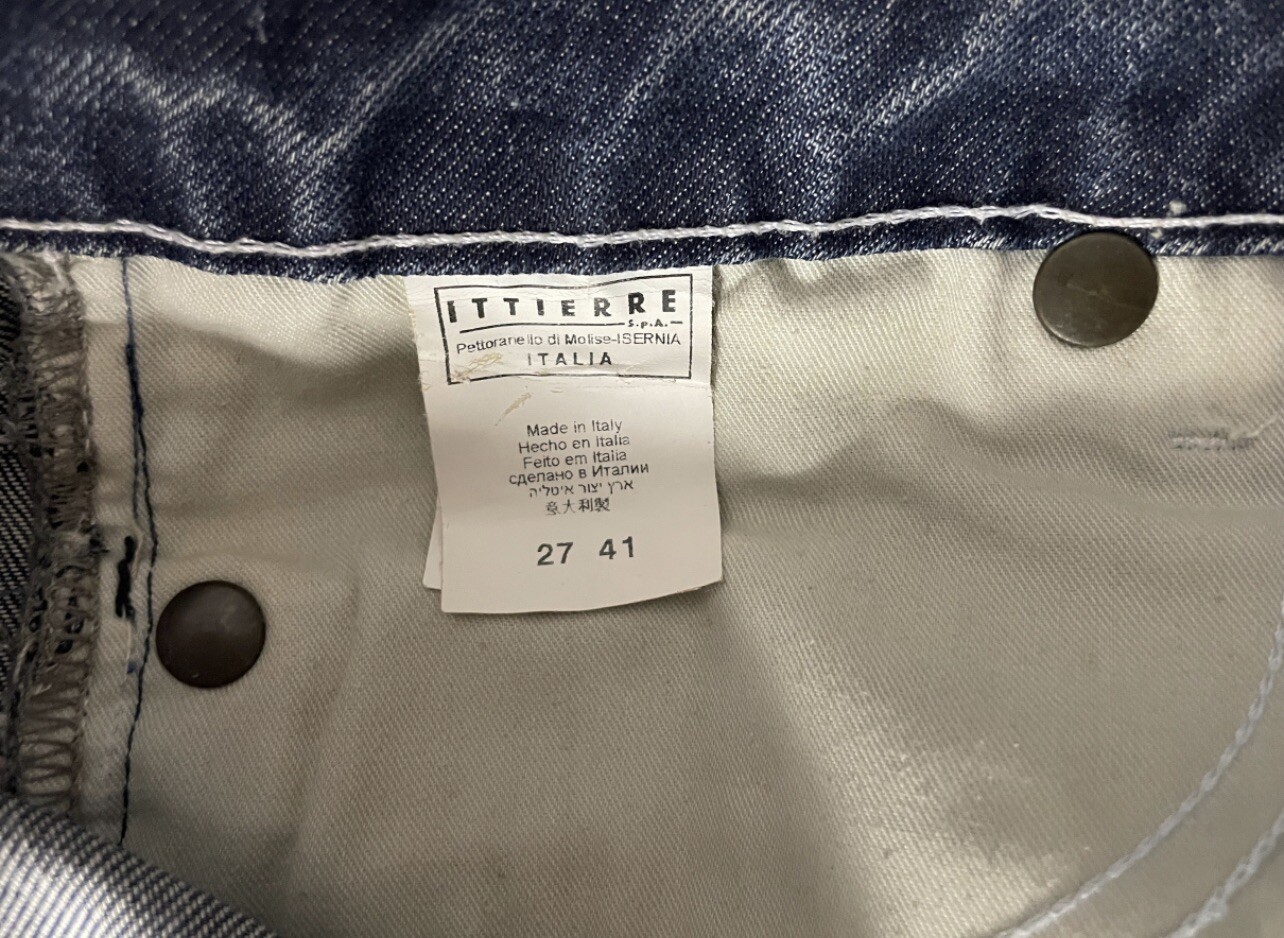 ITTIERRE
S.p.A.
Pettoranello di Molise-ISERNIA
ITALIA
Made in Italy
Hecho en Italia
Feito em Italia
сделано в Италии
ארץ יצור איטליה
意大利製
27 41